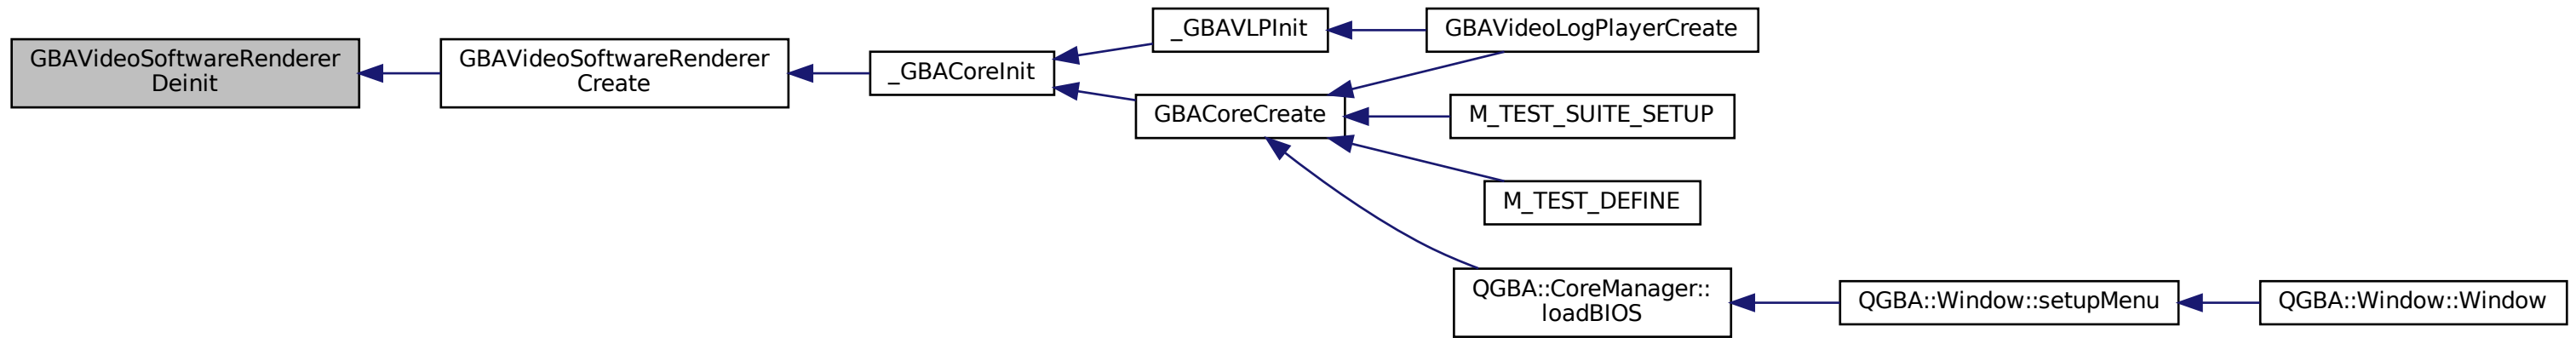 GBAVideoSoftwareRenderer
Deinit
GBAVideoSoftwareRenderer
Create
_GBACoreInit
_GBAVLPInit
GBACoreCreate
GBAVideoLogPlayerCreate
M_TEST_SUITE_SETUP
M_TEST_DEFINE
QGBA::CoreManager::
loadBIOS
QGBA::Window::setupMenu
QGBA::Window::Window